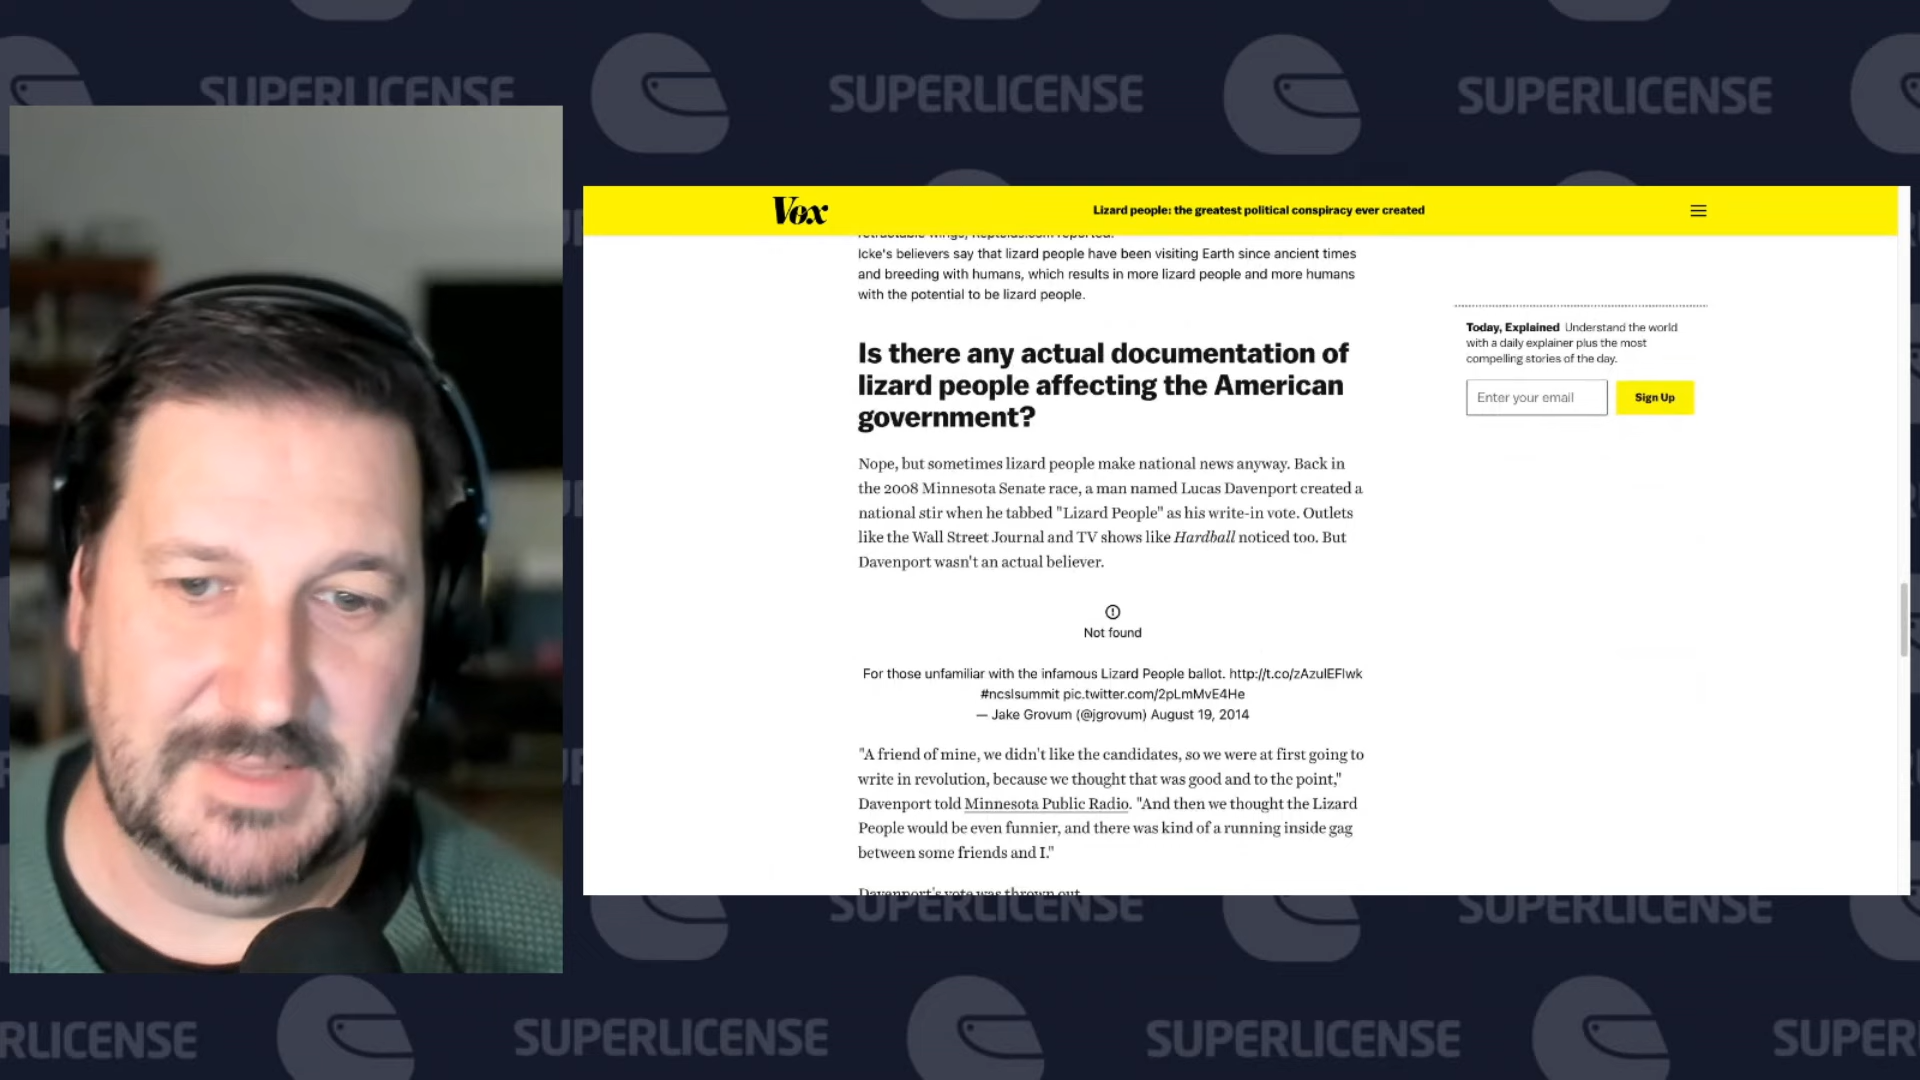 SUPERLICENSE
SUPERLICENSE
SUPERLICENSE
Vox
Lizard people: the greatest political conspiracy ever created
Icke's believers say that lizard people have been visiting Earth since ancient times
and breeding with humans, which results in more lizard people and more humans
with the potential to be lizard people.
Is there any actual documentation of
lizard people affecting the American
government?
Nope, but sometimes lizard people make national news anyway. Back in
the 2008 Minnesota Senate race, a man named Lucas Davenport created a
national stir when he tabbed "Lizard People" as his write-in vote. Outlets
like the Wall Street Journal and TV shows like Hardball noticed too. But
Davenport wasn't an actual believer.
Not found
For those unfamiliar with the infamous Lizard People ballot. http://t.co/zAzulEFlwk
#ncslsummit pic.twitter.com/2pLmMvE4He
— Jake Grovum (@jgrovum) August 19, 2014
"A friend of mine, we didn't like the candidates, so we were at first going to
write in revolution, because we thought that was good and to the point,"
Davenport told Minnesota Public Radio. "And then we thought the Lizard
People would be even funnier, and there was kind of a running inside gag
between some friends and I."
Davenport's vote was thrown out
Today, Explained Understand the world
with a daily explainer plus the most
compelling stories of the day.
Enter your email
Sign Up
SUPERLICENSE
SUPERLICENSE
RLICENSE
SUPERLICENSE
SUPERLICENSE
SUPER